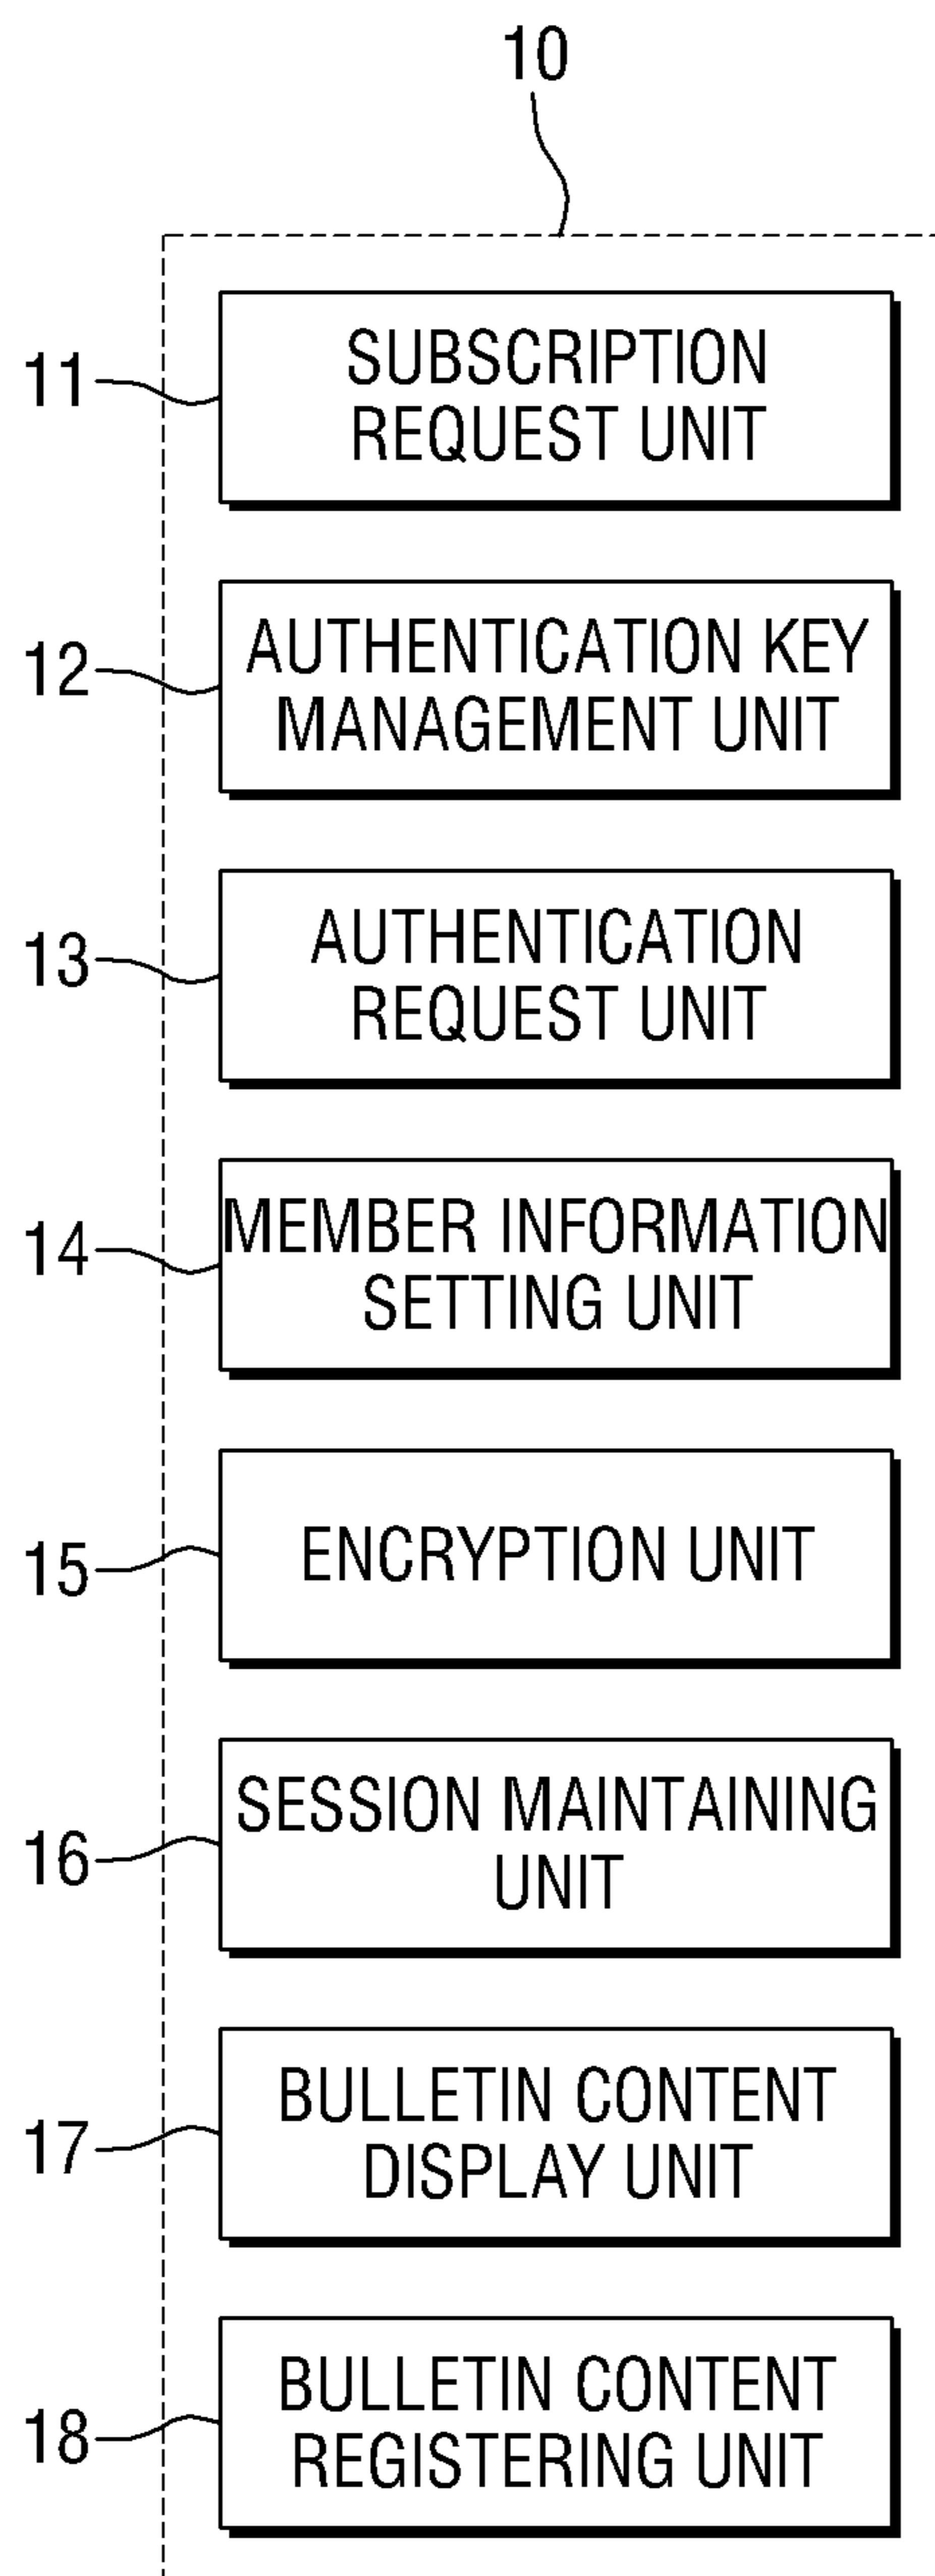 10
11
SUBSCRIPTION
REQUEST UNIT
12
AUTHENTICATION KEY
MANAGEMENT UNIT
13
AUTHENTICATION
REQUEST UNIT
14
MEMBER INFORMATION
SETTING UNIT
15
ENCRYPTION UNIT
16
SESSION MAINTAINING
UNIT
17
BULLETIN CONTENT
DISPLAY UNIT
18
BULLETIN CONTENT
REGISTERING UNIT